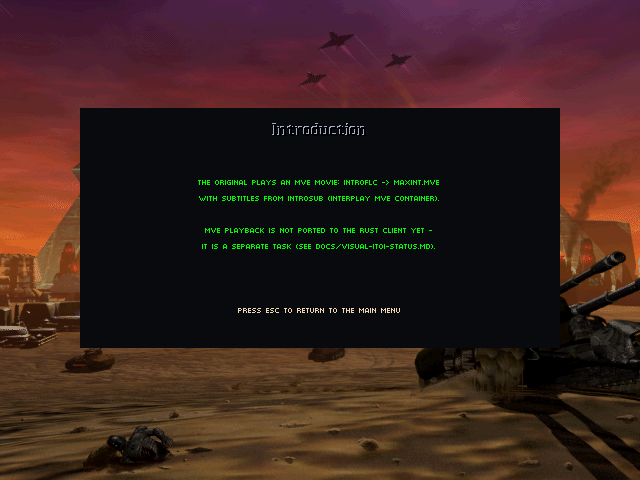 Introduction
THE ORIGINAL PLAYS AN MVE MOVIE: INTROFLC -> MAXINT.MVE
WITH SUBTITLES FROM INTROSUB (INTERPLAY MVE CONTAINER).
MVE PLAYBACK IS NOT PORTED TO THE RUST CLIENT YET -
IT IS A SEPARATE TASK (SEE DOCS/VISUAL-1TO1-STATUS.MD).
PRESS ESC TO RETURN TO THE MAIN MENU